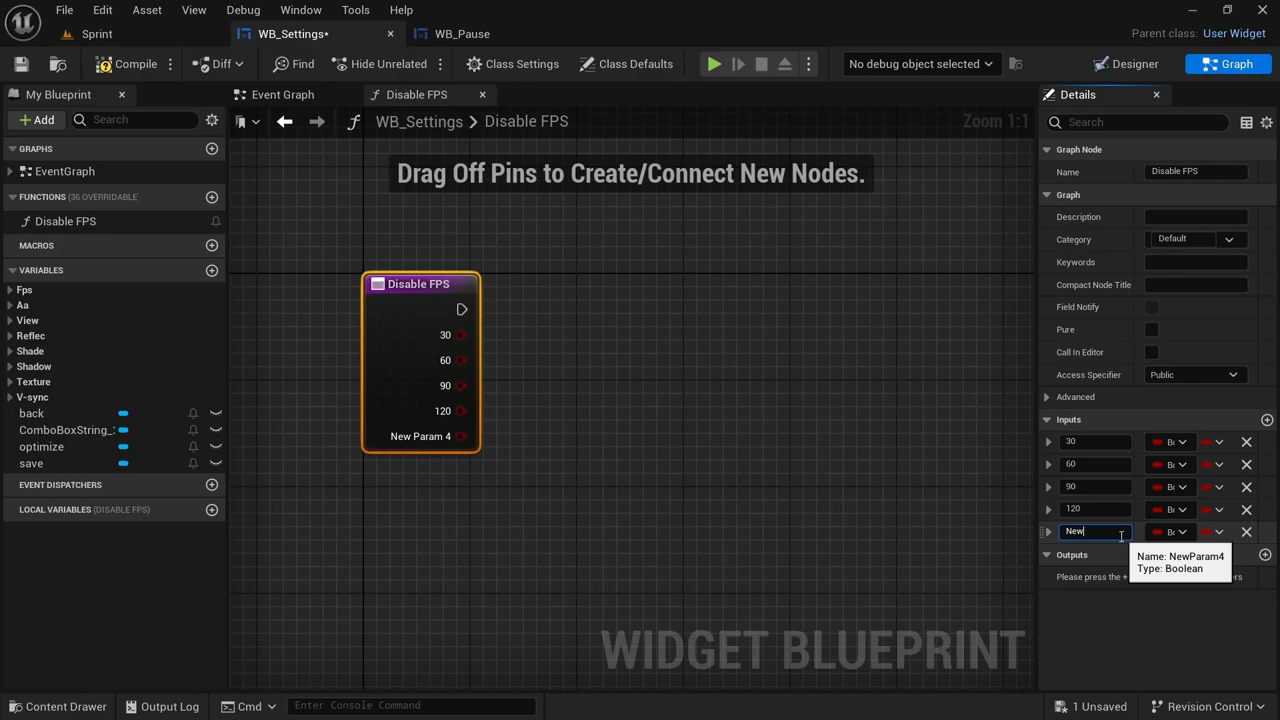 File Edit Asset View Debug Window Tools Help
Sprint WB_Settings* WB_Pause Parent class: User Widget
Compile Diff Find Hide Unrelated Class Settings Class Defaults No debug object selected Designer Graph
My Blueprint Event Graph Disable FPS Details
Add Search WB_Settings > Disable FPS Zoom 1:1 Search
GRAPHS
EventGraph
FUNCTIONS (36 OVERRIDABLE
Disable FPS
MACROS
VARIABLES
Fps
Aa
View
Reflec
Shade
Shadow
Texture
V-sync
back
ComboBoxString_
optimize
save
EVENT DISPATCHERS
LOCAL VARIABLES (DISABLE FPS)
Drag Off Pins to Create/Connect New Nodes.
Disable FPS
30
60
90
120
New Param 4
WIDGET BLUEPRINT
Graph Node
Name Disable FPS
Graph
Description
Category Default
Keywords
Compact Node Title
Field Notify
Pure
Call In Editor
Access Specifier Public
Advanced
Inputs
30
60
90
120
New
Outputs
Please press the +
Name: NewParam4
Type: Boolean
Content Drawer Output Log Cmd Enter Console Command 1 Unsaved Revision Control